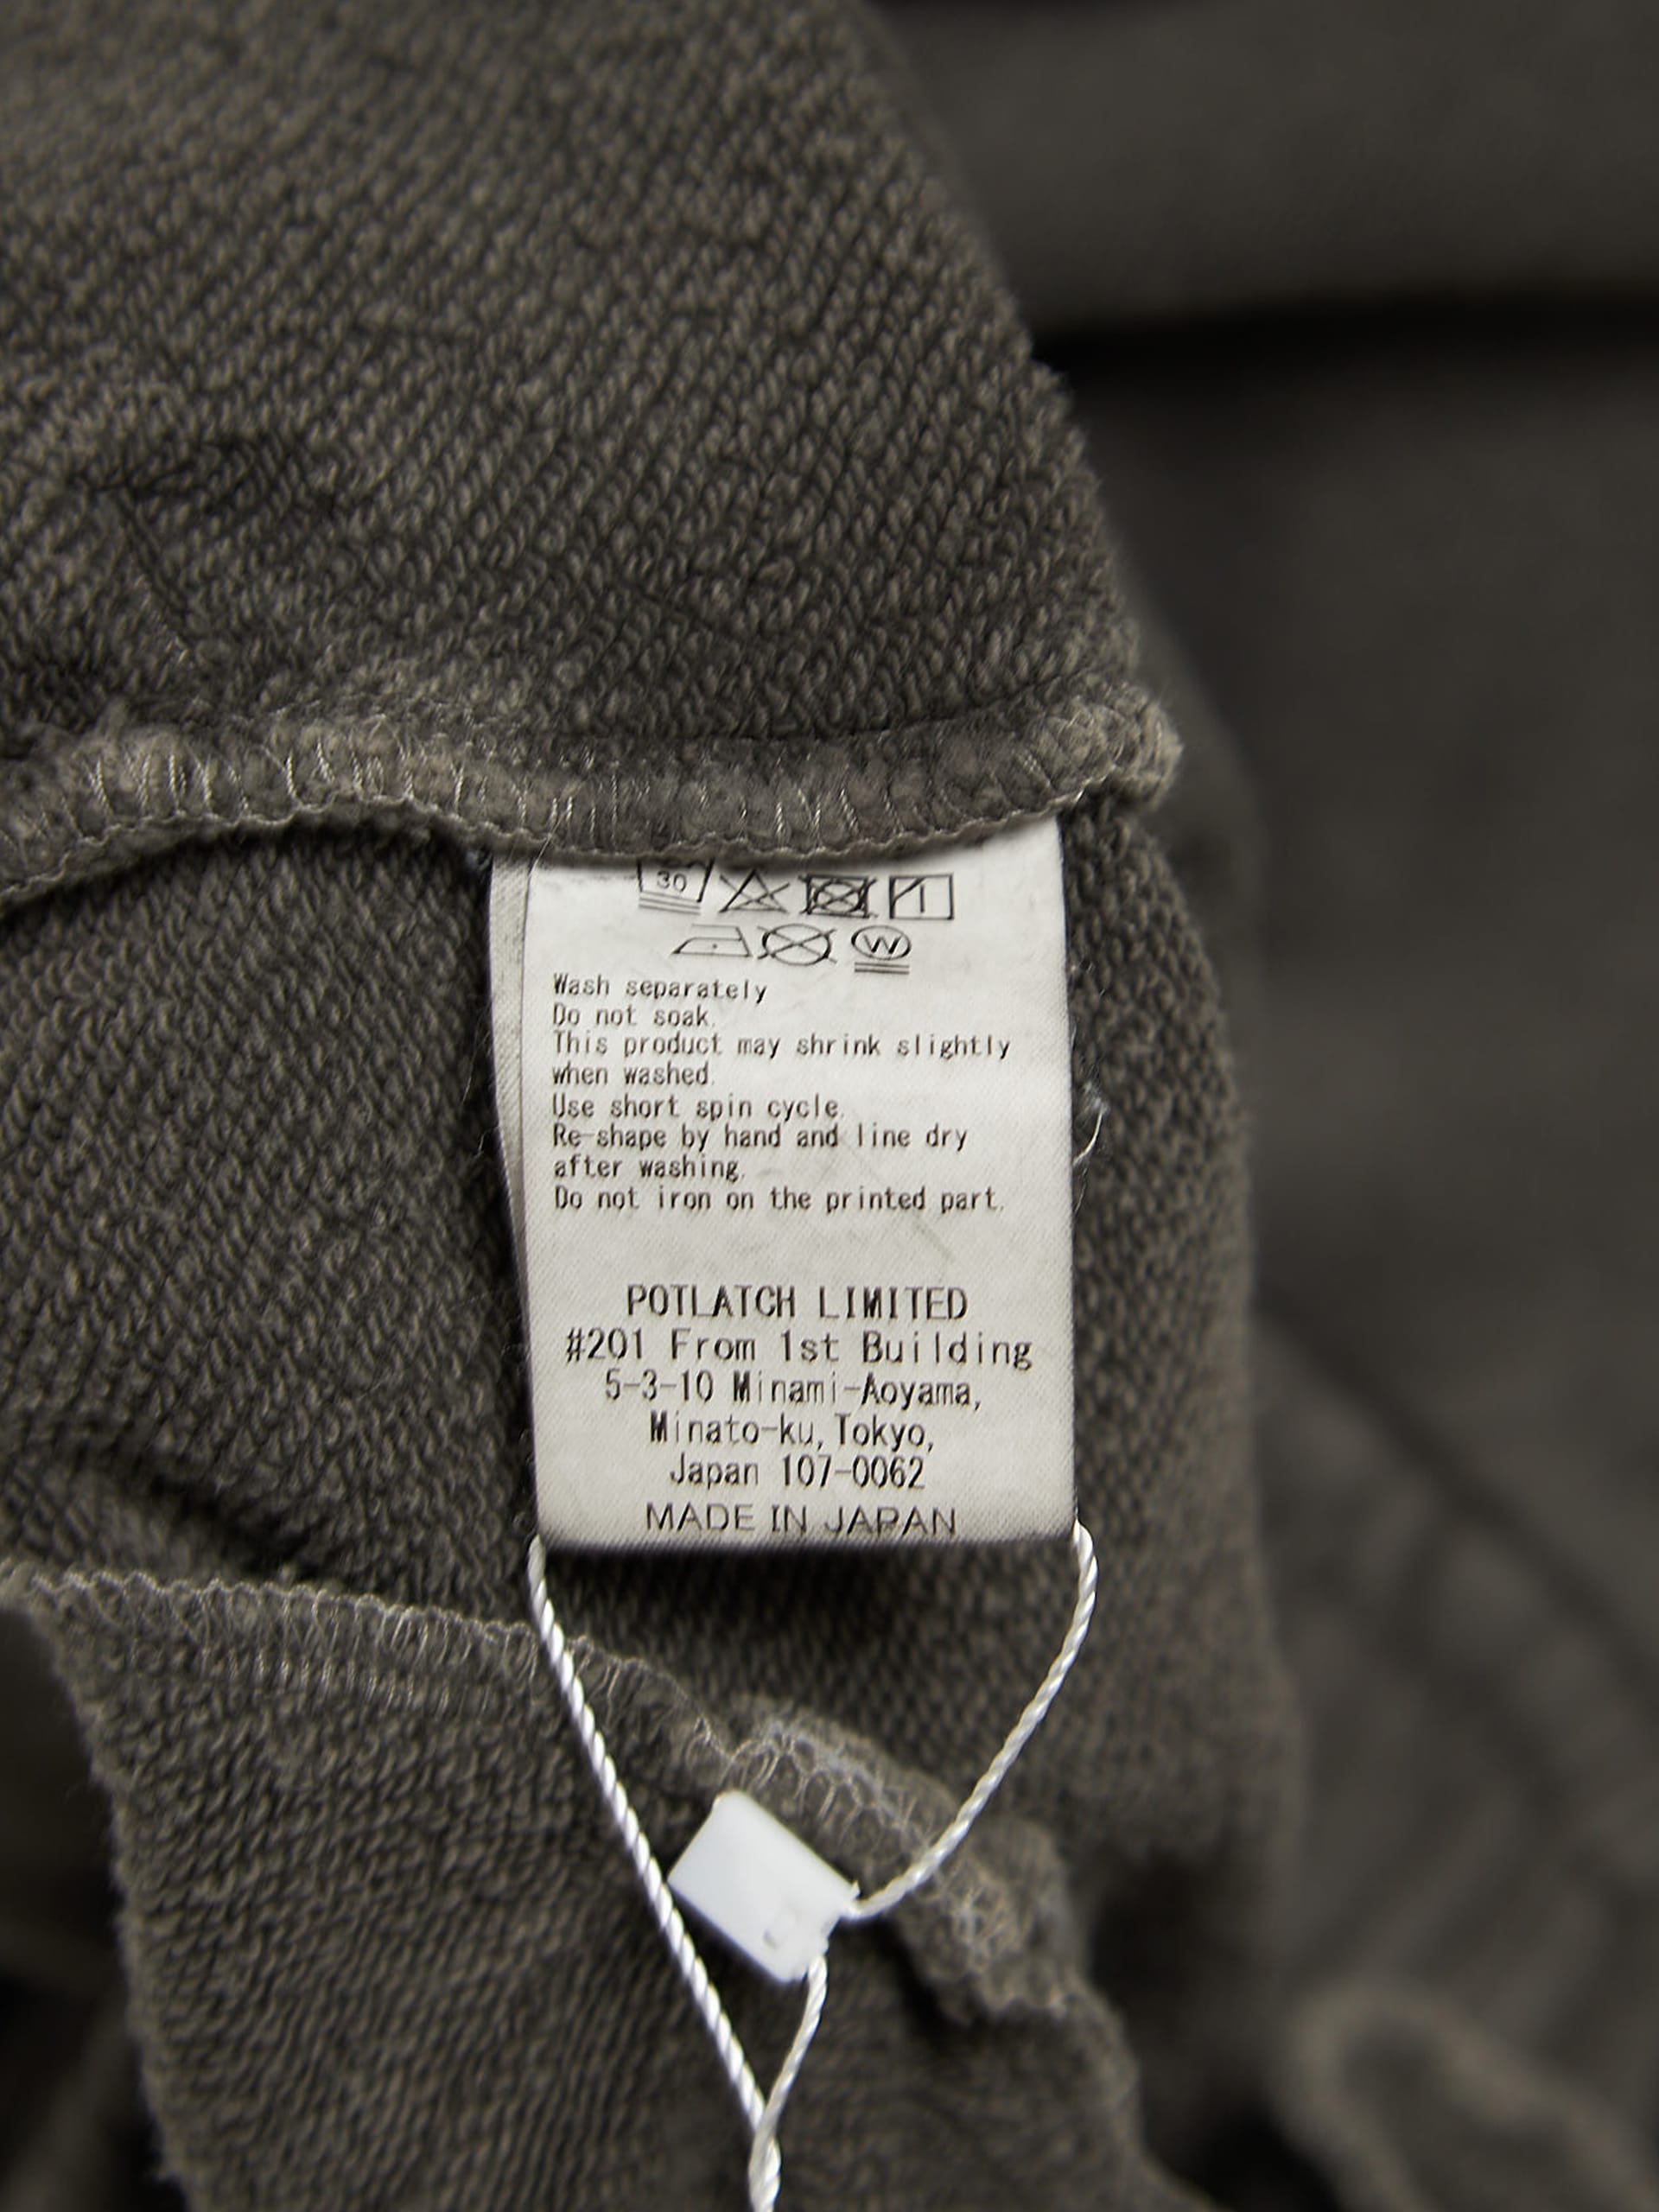 30
W
Wash separately
Do not soak.
This product may shrink slightly
when washed.
Use short spin cycle.
Re-shape by hand and line dry
after washing.
Do not iron on the printed part.
POTLATCH LIMITED
#201 From 1st Building
5-3-10 Minami-Aoyama,
Minato-ku,Tokyo,
Japan 107-0062
MADE IN JAPAN